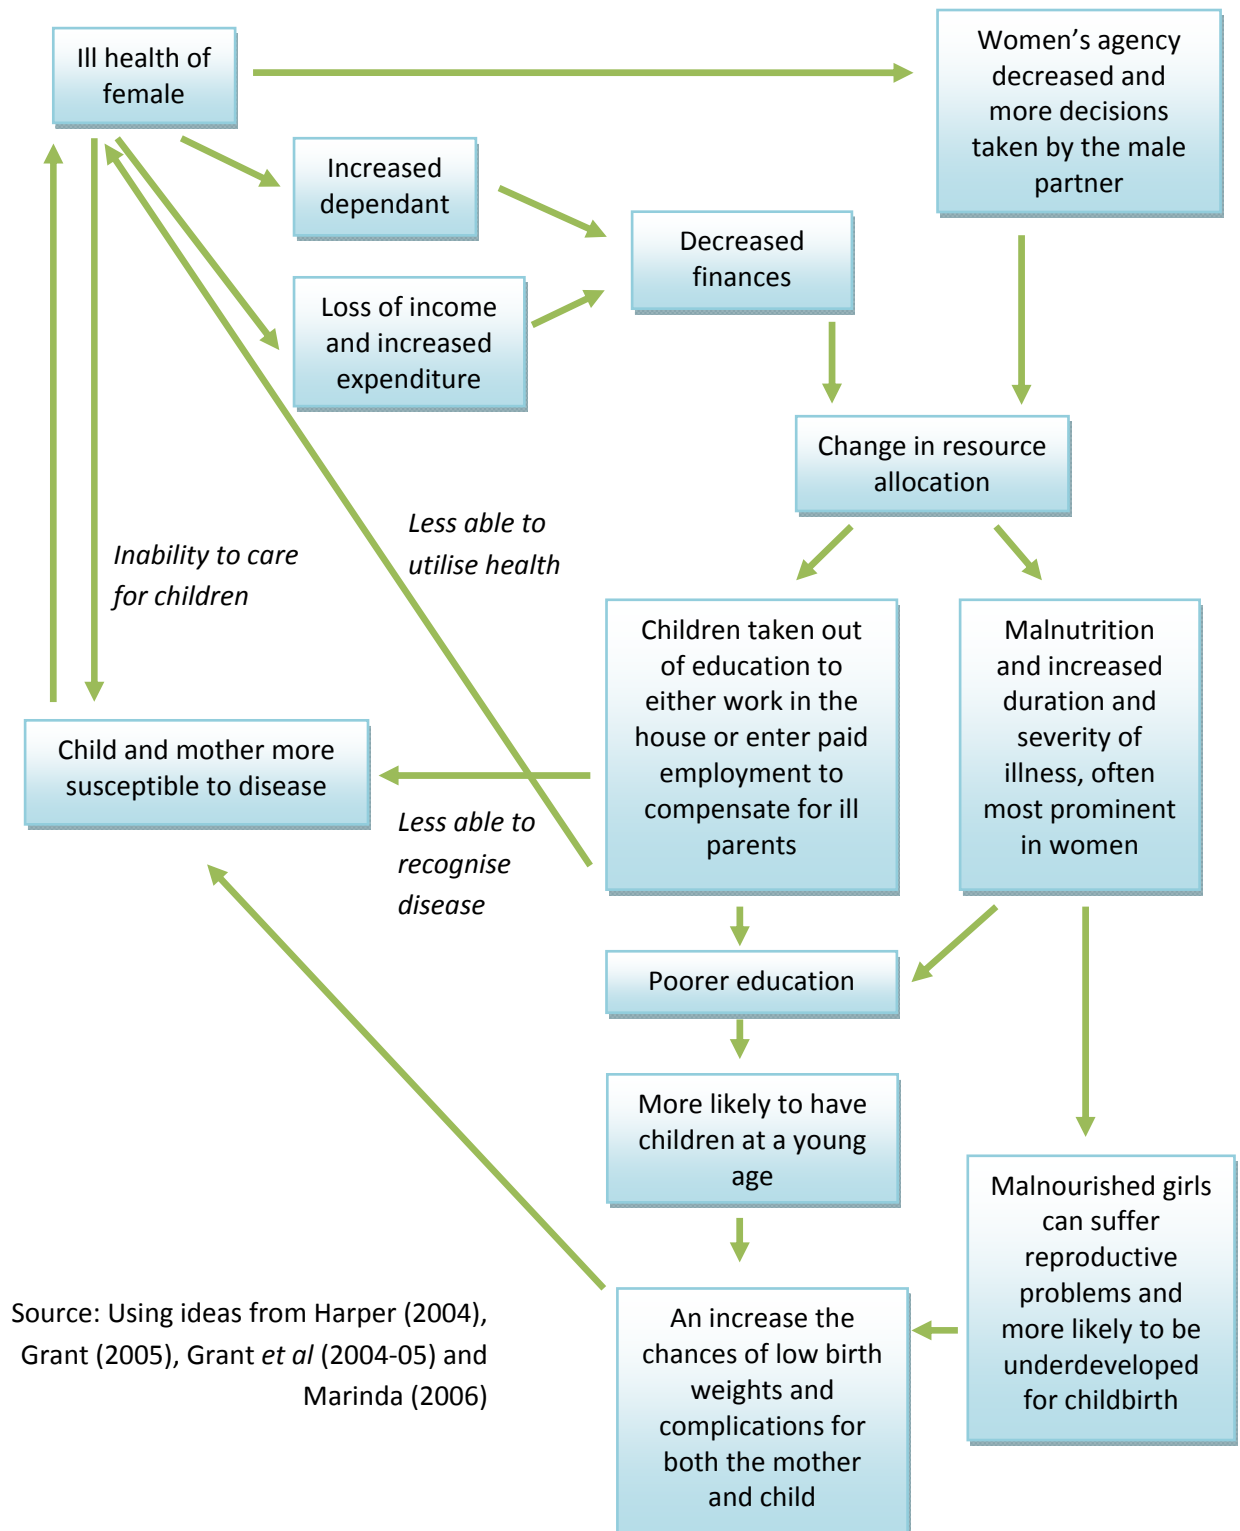 Ill health of
female
Women’s agency
decreased and
more decisions
taken by the male
partner
Increased
dependant
Decreased
finances
Loss of income
and increased
expenditure
Change in resource
allocation
Less able to
utilise health
Inability to care
for children
Children taken out
of education to
either work in the
house or enter paid
employment to
compensate for ill
parents
Malnutrition
and increased
duration and
severity of
illness, often
most prominent
in women
Child and mother more
susceptible to disease
Less able to
recognise
disease
Poorer education
More likely to have
children at a young
age
Malnourished girls
can suffer
reproductive
problems and
more likely to be
underdeveloped
for childbirth
An increase the
chances of low birth
weights and
complications for
both the mother
and child
Source: Using ideas from Harper (2004),
Grant (2005), Grant et al (2004-05) and
Marinda (2006)